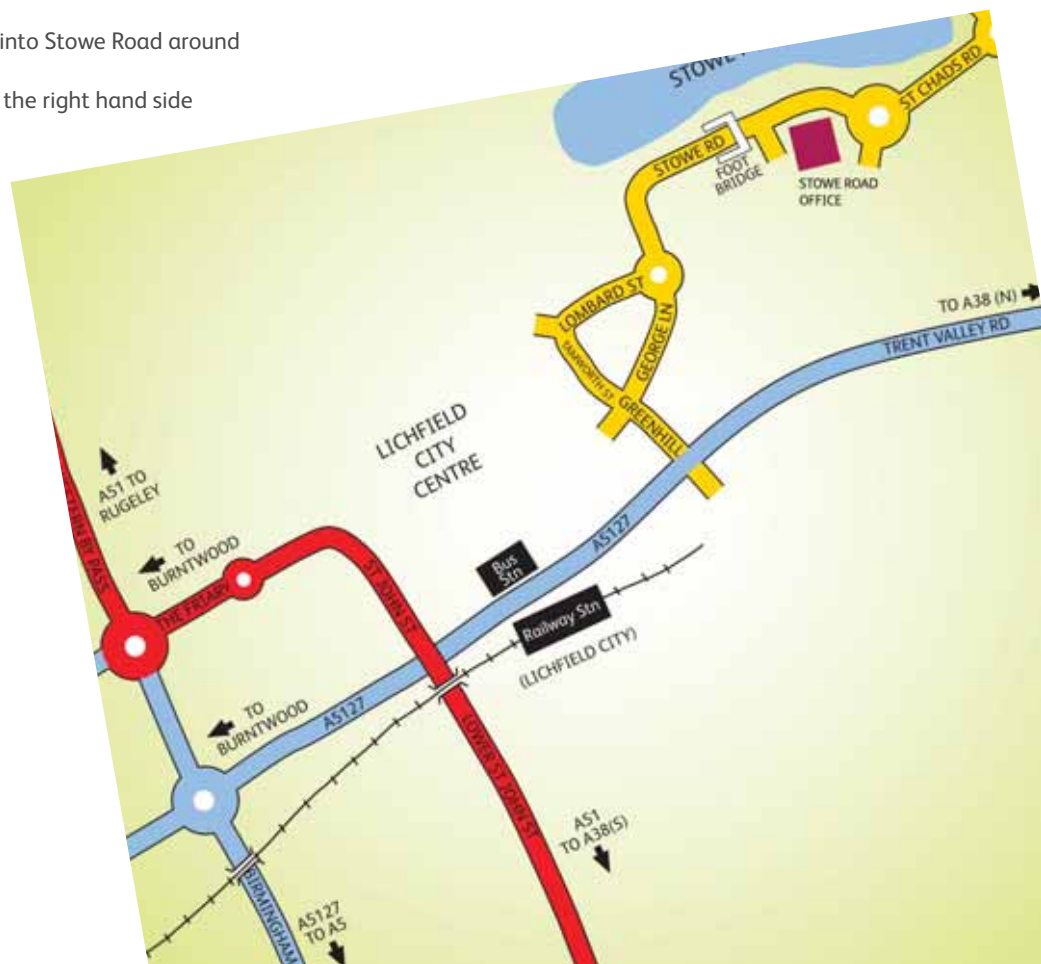 into Stowe Road around
the right hand side
STOWE
ST CHADS RD
STOWE RD
FOOT
BRIDGE
STOWE ROAD
OFFICE
LOMBARD ST
GEORGE LN
TAMWORTH ST
GREENHILL
TO A38 (N)
TRENT VALLEY RD
LICHFIELD
CITY
CENTRE
A51 TO
RUGELEY
TO
BURNTWOOD
BY PASS
THE FRIARY
ST JOHN ST
Bus
Stn
A5127
Railway Stn
(LICHFIELD CITY)
TO
BURNTWOOD
A5127
LOWER ST JOHN ST
A51
TO A38(S)
BIRMINGHAM
A5127
TO A5